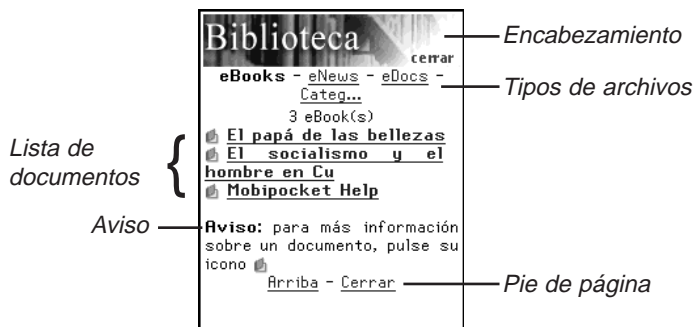 Biblioteca
cerrar
Encabezamiento
eBooks - eNews - eDocs -
Categ...
Tipos de archivos
3 eBook(s)
Lista de
documentos
El papá de las bellezas
El socialismo y el
hombre en Cu
Mobipocket Help
Aviso
Aviso: para más información
sobre un documento, pulse su
icono
Arriba - Cerrar
Pie de página